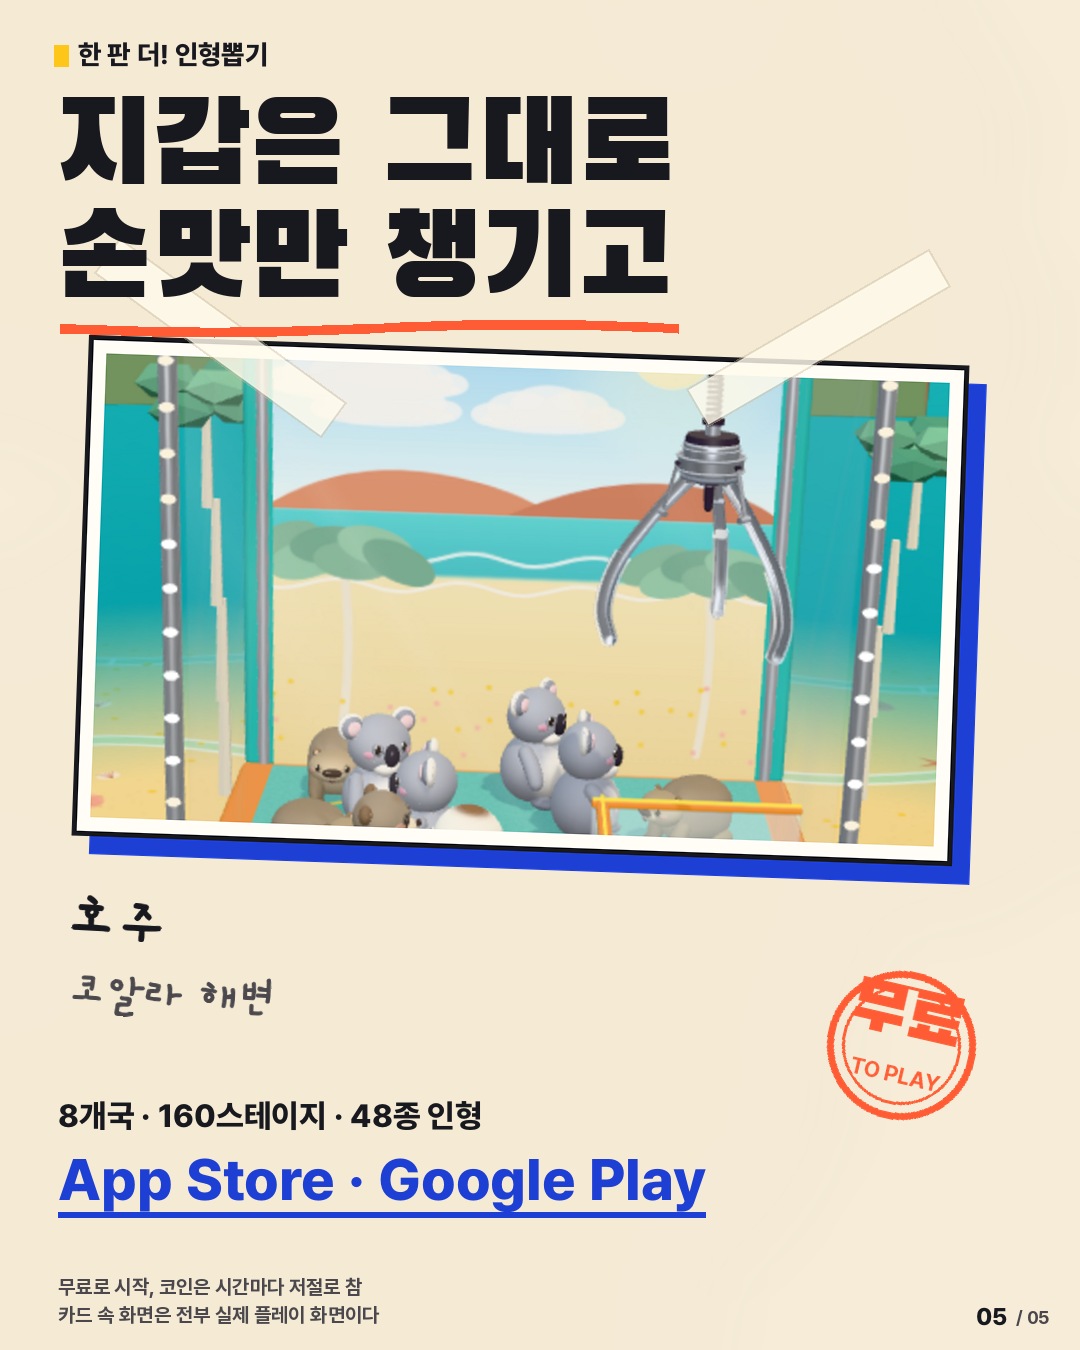 한 판 더! 인형뽑기
지갑은 그대로
손맛만 챙기고
호주
코알라 해변
무료
TO PLAY
8개국 · 160스테이지 · 48종 인형
App Store · Google Play
무료로 시작, 코인은 시간마다 저절로 참
카드 속 화면은 전부 실제 플레이 화면이다
05 / 05